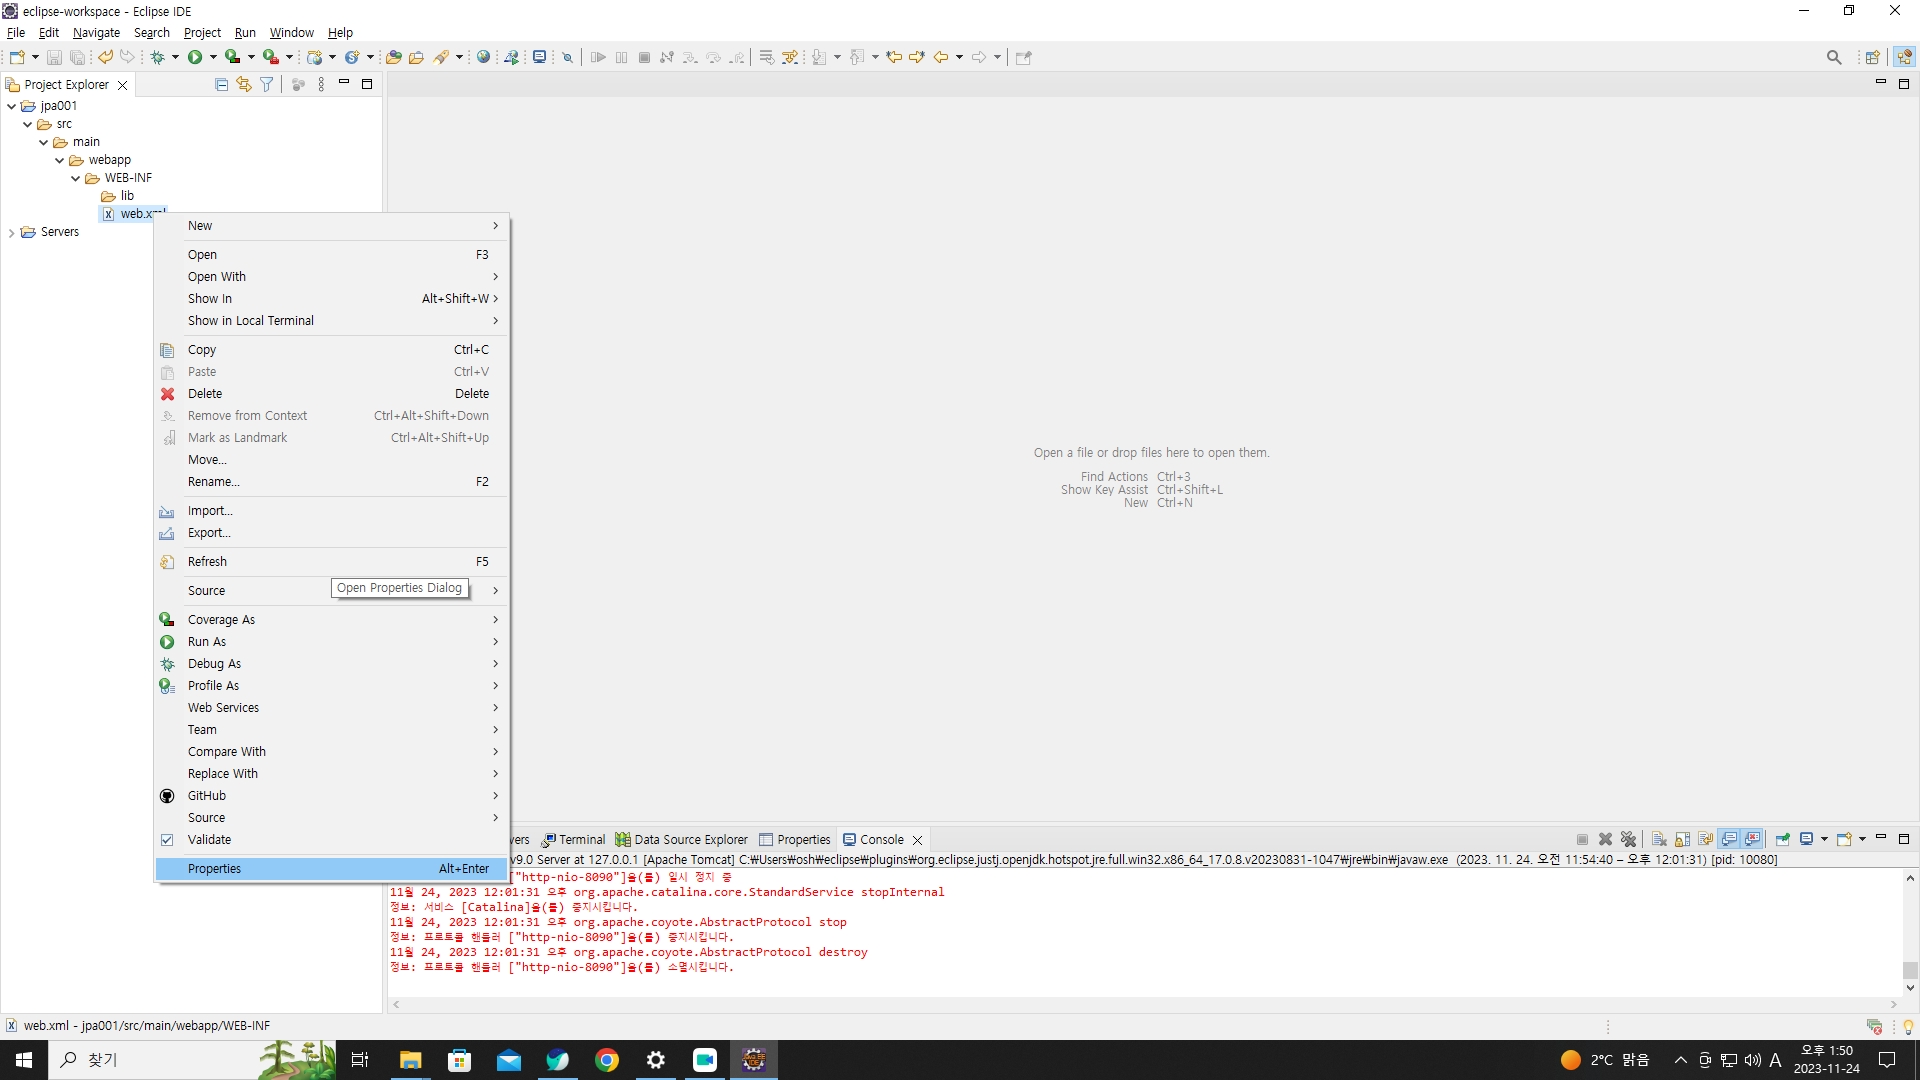 eclipse-workspace - Eclipse IDE
File Edit Navigate Search Project Run Window Help
Project Explorer
jpa001
src
main
webapp
WEB-INF
lib
web.xml
Servers
New
Open F3
Open With
Show In Alt+Shift+W
Show in Local Terminal
Copy Ctrl+C
Paste Ctrl+V
Delete Delete
Remove from Context Ctrl+Alt+Shift+Down
Mark as Landmark Ctrl+Alt+Shift+Up
Move...
Rename... F2
Import...
Export...
Refresh F5
Source
Open Properties Dialog
Coverage As
Run As
Debug As
Profile As
Web Services
Team
Compare With
Replace With
GitHub
Source
Validate
Properties Alt+Enter
Open a file or drop files here to open them.
Find Actions Ctrl+3
Show Key Assist Ctrl+Shift+L
New Ctrl+N
vers Terminal Data Source Explorer Properties Console
v9.0 Server at 127.0.0.1 [Apache Tomcat] C:₩Users₩osh₩eclipse₩plugins₩org.eclipse.justj.openjdk.hotspot.jre.full.win32.x86_64_17.0.8.v20230831-1047₩jre₩bin₩javaw.exe (2023. 11. 24. 오전 11:54:40 – 오후 12:01:31) [pid: 10080]
["http-nio-8090"]을(를) 일시 정지 중
11월 24, 2023 12:01:31 오후 org.apache.catalina.core.StandardService stopInternal
정보: 서비스 [Catalina]을(를) 중지시킵니다.
11월 24, 2023 12:01:31 오후 org.apache.coyote.AbstractProtocol stop
정보: 프로토콜 핸들러 ["http-nio-8090"]을(를) 중지시킵니다.
11월 24, 2023 12:01:31 오후 org.apache.coyote.AbstractProtocol destroy
정보: 프로토콜 핸들러 ["http-nio-8090"]을(를) 소멸시킵니다.
web.xml - jpa001/src/main/webapp/WEB-INF
찾기
2°C 맑음
A
오후 1:50
2023-11-24